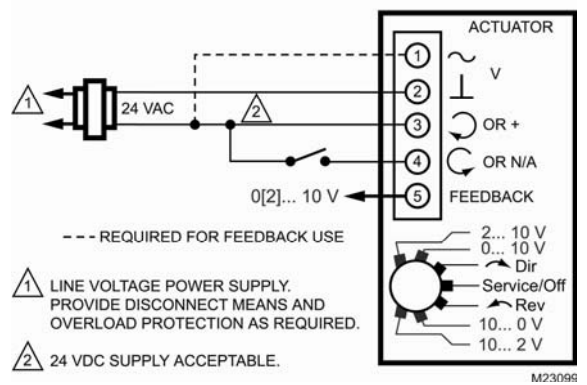 ACTUATOR
1
V
1
24 VAC
2
2
3
OR +
4
OR N/A
0[2]... 10 V
5
FEEDBACK
--- REQUIRED FOR FEEDBACK USE
2... 10 V
0... 10 V
Dir
Service/Off
Rev
10... 0 V
10... 2 V
1 LINE VOLTAGE POWER SUPPLY.
PROVIDE DISCONNECT MEANS AND
OVERLOAD PROTECTION AS REQUIRED.
2 24 VDC SUPPLY ACCEPTABLE.
M23099